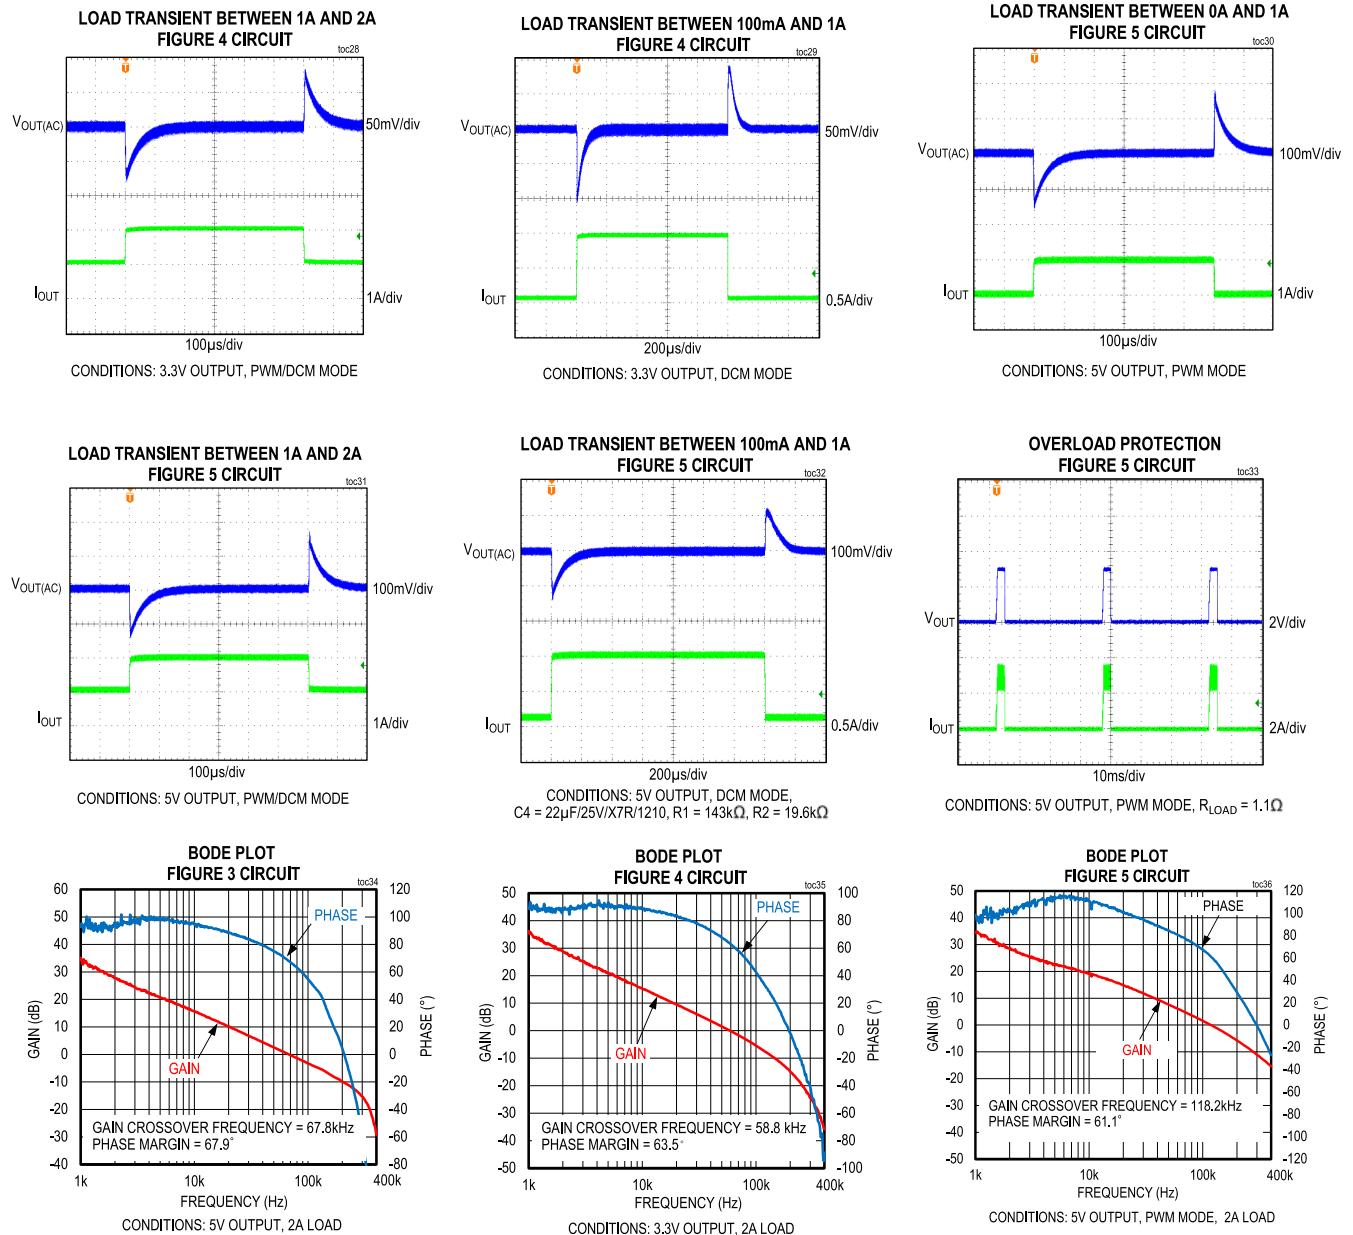 LOAD TRANSIENT BETWEEN 1A AND 2A
FIGURE 4 CIRCUIT
toc28
T
VOUT(AC)
50mV/div
IOUT
1A/div
100µs/div
CONDITIONS: 3.3V OUTPUT, PWM/DCM MODE
LOAD TRANSIENT BETWEEN 100mA AND 1A
FIGURE 4 CIRCUIT
toc29
T
VOUT(AC)
50mV/div
IOUT
0.5A/div
200µs/div
CONDITIONS: 3.3V OUTPUT, DCM MODE
LOAD TRANSIENT BETWEEN 0A AND 1A
FIGURE 5 CIRCUIT
toc30
T
VOUT(AC)
100mV/div
IOUT
1A/div
100µs/div
CONDITIONS: 5V OUTPUT, PWM MODE
LOAD TRANSIENT BETWEEN 1A AND 2A
FIGURE 5 CIRCUIT
toc31
T
VOUT(AC)
100mV/div
IOUT
1A/div
100µs/div
CONDITIONS: 5V OUTPUT, PWM/DCM MODE
LOAD TRANSIENT BETWEEN 100mA AND 1A
FIGURE 5 CIRCUIT
toc32
T
VOUT(AC)
100mV/div
IOUT
0.5A/div
200µs/div
CONDITIONS: 5V OUTPUT, DCM MODE,
C4 = 22µF/25V/X7R/1210, R1 = 143kΩ, R2 = 19.6kΩ
OVERLOAD PROTECTION
FIGURE 5 CIRCUIT
toc33
T
VOUT
2V/div
IOUT
2A/div
10ms/div
CONDITIONS: 5V OUTPUT, PWM MODE, RLOAD = 1.1Ω
BODE PLOT
FIGURE 3 CIRCUIT
toc34
60
50
40
30
20
10
0
-10
-20
-30
-40
GAIN (dB)
120
100
80
60
40
20
0
-20
-40
-60
-80
PHASE (°)
PHASE
GAIN
GAIN CROSSOVER FREQUENCY = 67.8kHz
PHASE MARGIN = 67.9°
1k
10k
100k
400k
FREQUENCY (Hz)
CONDITIONS: 5V OUTPUT, 2A LOAD
BODE PLOT
FIGURE 4 CIRCUIT
toc35
50
40
30
20
10
0
-10
-20
-30
-40
-50
GAIN (dB)
100
80
60
40
20
0
-20
-40
-60
-80
-100
PHASE (°)
PHASE
GAIN
GAIN CROSSOVER FREQUENCY = 58.8 kHz
PHASE MARGIN = 63.5°
1k
10k
100k
400k
FREQUENCY (Hz)
CONDITIONS: 3.3V OUTPUT, 2A LOAD
BODE PLOT
FIGURE 5 CIRCUIT
toc36
50
40
30
20
10
0
-10
-20
-30
-40
-50
GAIN (dB)
120
100
80
60
40
20
0
-20
-40
-60
-80
-100
-120
PHASE (°)
PHASE
GAIN
GAIN CROSSOVER FREQUENCY = 118.2kHz
PHASE MARGIN = 61.1°
1k
10k
100k
400k
FREQUENCY (Hz)
CONDITIONS: 5V OUTPUT, PWM MODE, 2A LOAD